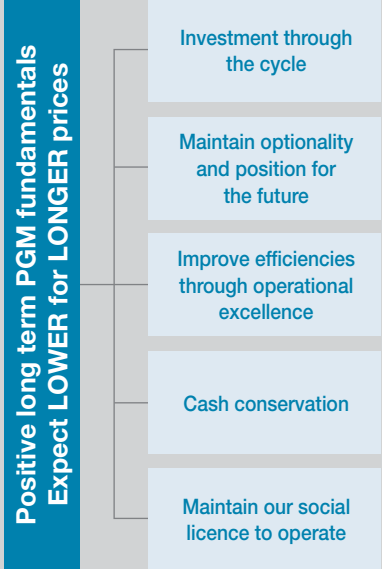 Positive long term PGM fundamentals
Expect LOWER for LONGER prices
Investment through
the cycle
Maintain optionality
and position for
the future
Improve efficiencies
through operational
excellence
Cash conservation
Maintain our social
licence to operate